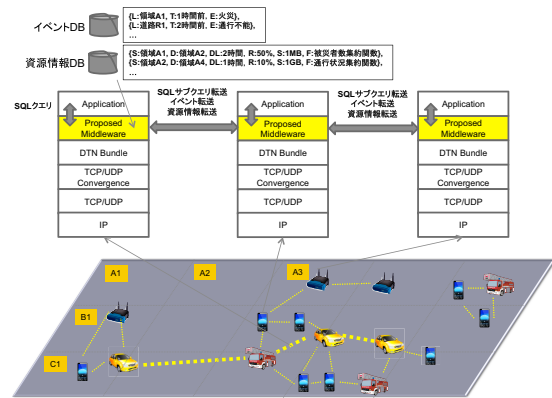 イベントDB
{L:領域A1, T:1時間前, E:火災},
{L:道路R1, T:2時間前, E:通行不能},
…
資源情報DB
{S:領域A1, D:領域A2, DL:2時間, R:50%, S:1MB, F:被災者数集約関数},
{S:領域A2, D:領域A4, DL:1時間, R:10%, S:1GB, F:通行状況集約関数},
…
SQLクエリ
SQLサブクエリ転送
イベント転送
資源情報転送
SQLサブクエリ転送
イベント転送
資源情報転送
Application
Proposed
Middleware
DTN Bundle
TCP/UDP
Convergence
TCP/UDP
IP
Application
Proposed
Middleware
DTN Bundle
TCP/UDP
Convergence
TCP/UDP
IP
Application
Proposed
Middleware
DTN Bundle
TCP/UDP
Convergence
TCP/UDP
IP
A1
A2
A3
B1
C1